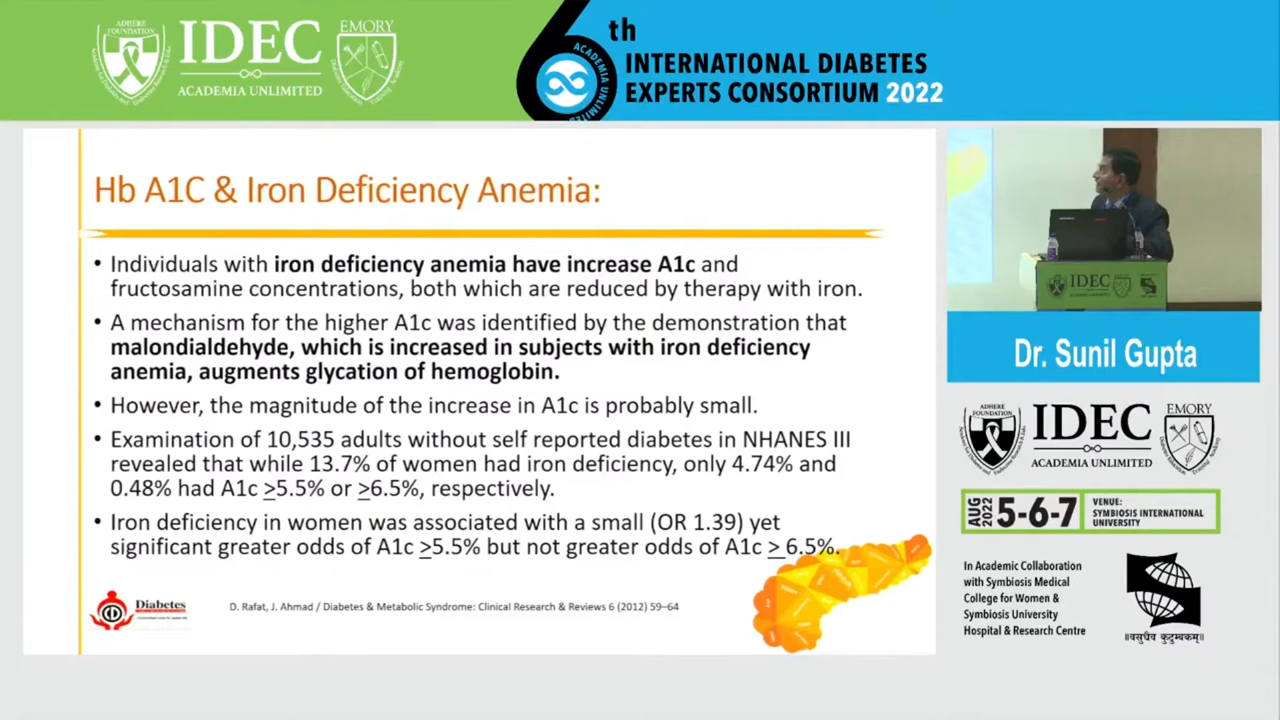 ADHERE
FOUNDATION
IDEC
ACADEMIA UNLIMITED
EMORY
6th
ACADEMIA UNLIMITED
INTERNATIONAL DIABETES
EXPERTS CONSORTIUM 2022
Hb A1C & Iron Deficiency Anemia:
• Individuals with iron deficiency anemia have increase A1c and
fructosamine concentrations, both which are reduced by therapy with iron.
• A mechanism for the higher A1c was identified by the demonstration that
malondialdehyde, which is increased in subjects with iron deficiency
anemia, augments glycation of hemoglobin.
• However, the magnitude of the increase in A1c is probably small.
• Examination of 10,535 adults without self reported diabetes in NHANES III
revealed that while 13.7% of women had iron deficiency, only 4.74% and
0.48% had A1C >5.5% or >6.5%, respectively.
• Iron deficiency in women was associated with a small (OR 1.39) yet
significant greater odds of A1c >5.5% but not greater odds of A1c > 6.5%.
Diabetes
D. Rafat, J. Ahmad / Diabetes & Metabolic Syndrome: Clinical Research & Reviews 6 (2012) 59–64
IDEC
Dr. Sunil Gupta
ADHERE
FOUNDATION
IDEC
ACADEMIA UNLIMITED
EMORY
AUG
2022
5-6-7
VENUE:
SYMBIOSIS INTERNATIONAL
UNIVERSITY
In Academic Collaboration
with Symbiosis Medical
College for Women &
Symbiosis University
Hospital & Research Centre
॥वसुधैव कुटुम्बकम्॥